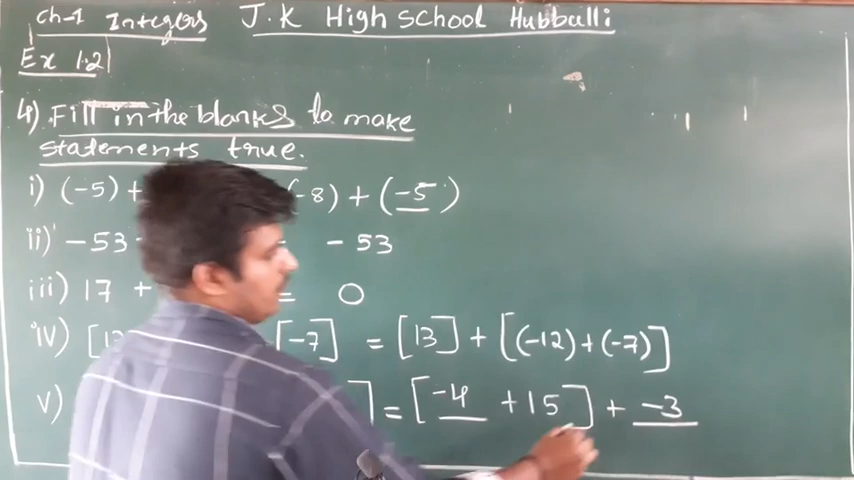 Ch-1 Integers J.K High School Hubballi
Ex 1.2
4) Fill in the blanks to make
statements true.
i) (-5) + (-8) + (-5)
ii) -53 - 53
iii) 17 + = 0
iv) [ [-7] = [13] + [(-12)+(-7)]
v) ] = [-4 +15] + -3